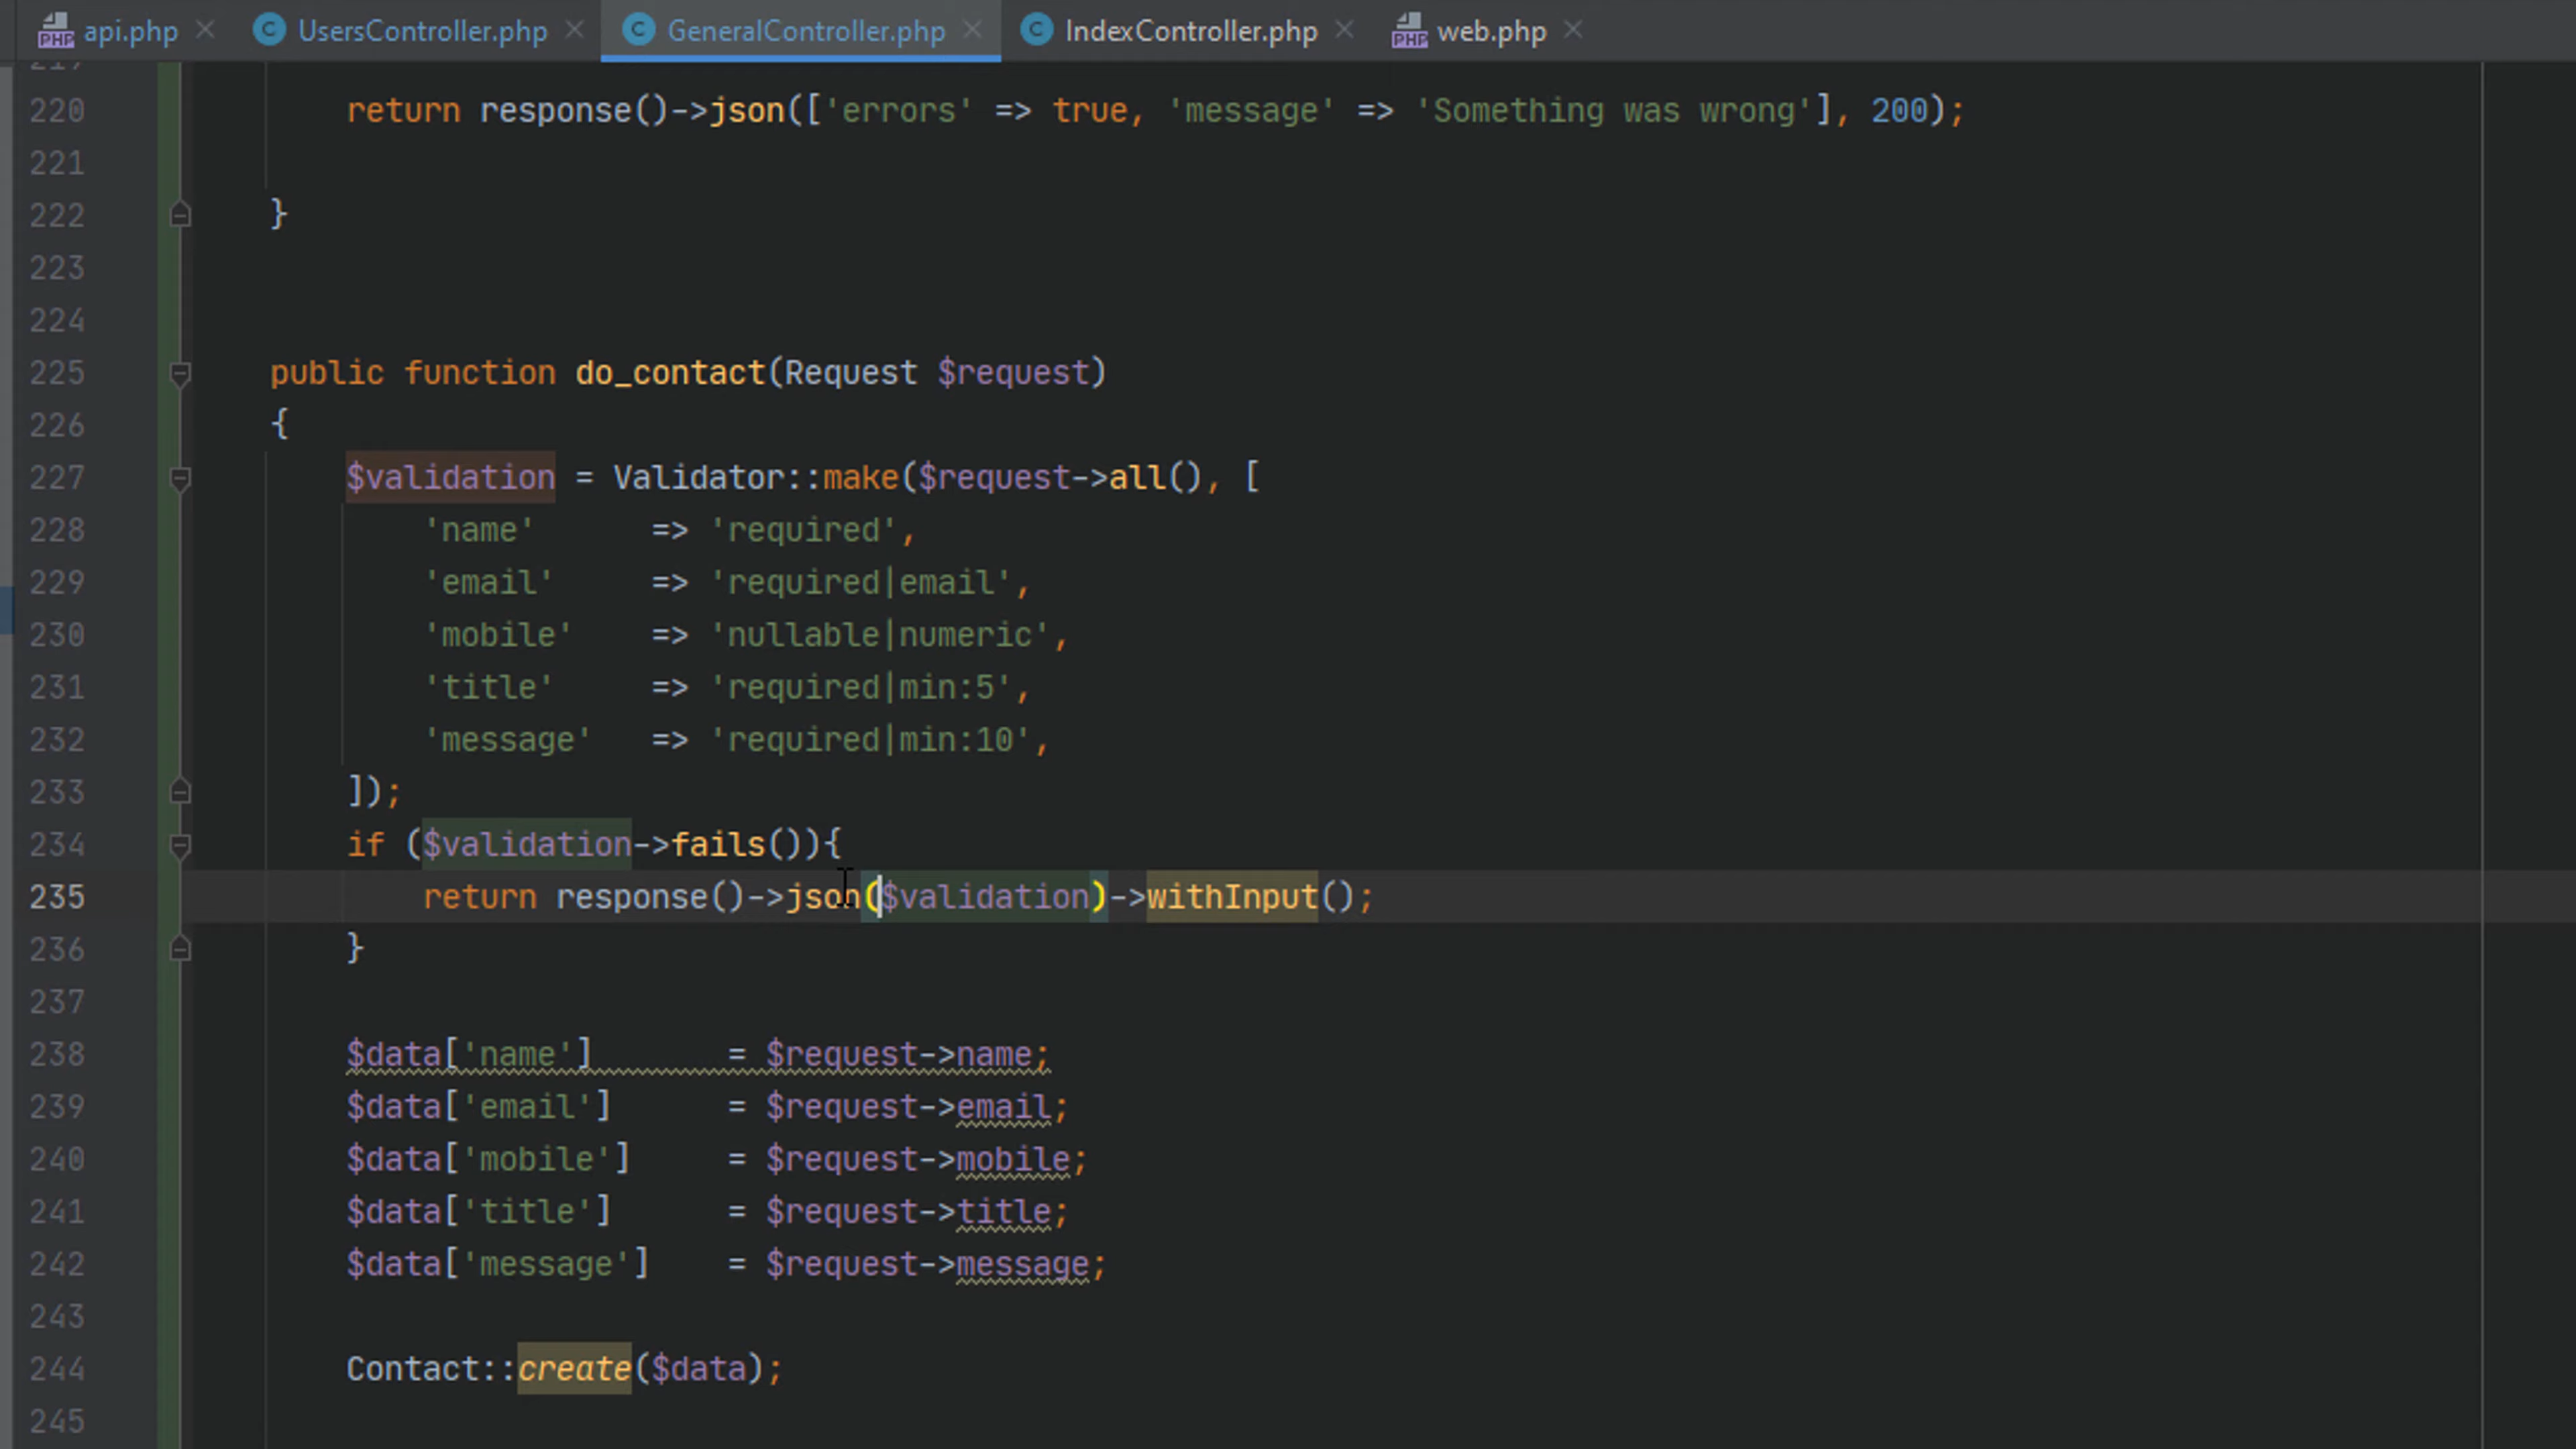 api.php UsersController.php GeneralController.php IndexController.php web.php
219
220 return response()->json(['errors' => true, 'message' => 'Something was wrong'], 200);
221
222 }
223
224
225 public function do_contact(Request $request)
226 {
227 $validation = Validator::make($request->all(), [
228 'name' => 'required',
229 'email' => 'required|email',
230 'mobile' => 'nullable|numeric',
231 'title' => 'required|min:5',
232 'message' => 'required|min:10',
233 ]);
234 if ($validation->fails()){
235 return response()->json($validation)->withInput();
236 }
237
238 $data['name'] = $request->name;
239 $data['email'] = $request->email;
240 $data['mobile'] = $request->mobile;
241 $data['title'] = $request->title;
242 $data['message'] = $request->message;
243
244 Contact::create($data);
245